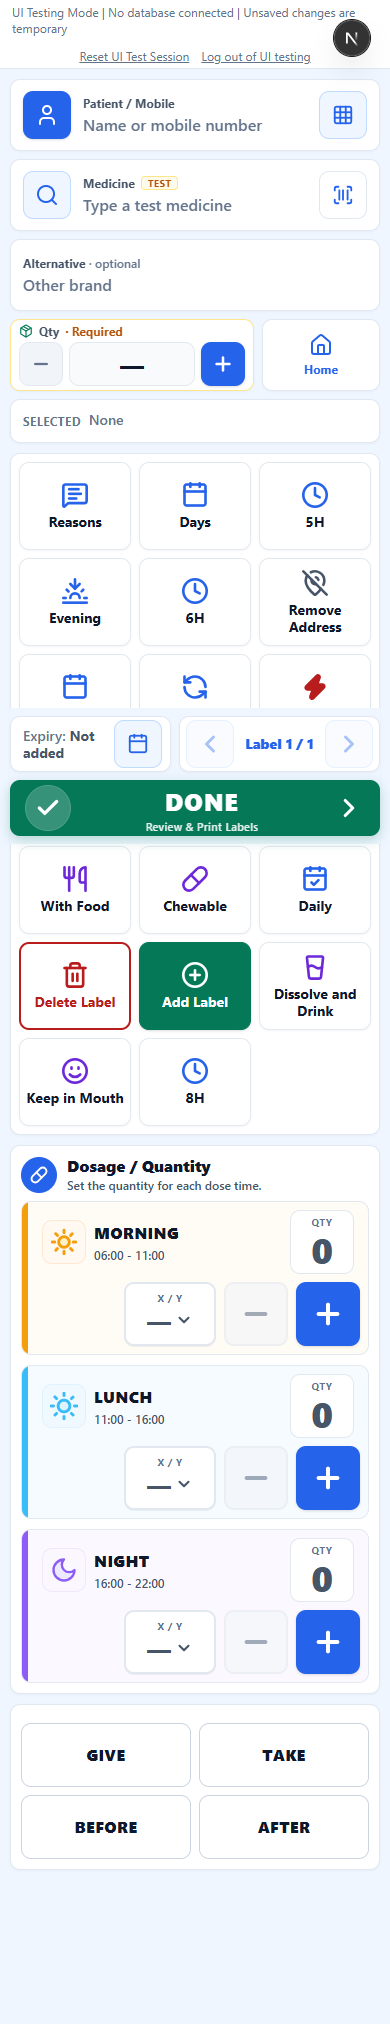 UI Testing Mode | No database connected | Unsaved changes are
temporary
N
Reset UI Test Session Log out of UI testing
Patient / Mobile
Name or mobile number
Medicine TEST
Type a test medicine
Alternative · optional
Other brand
Qty · Required
— 
Home
SELECTED None
Reasons Days 5H
Evening 6H Remove
Address
Expiry: Not
added
Label 1 / 1
DONE
Review & Print Labels
With Food Chewable Daily
Delete Label Add Label Dissolve and
Drink
Keep in Mouth 8H
Dosage / Quantity
Set the quantity for each dose time.
MORNING
06:00 - 11:00
QTY
0
X / Y
—
LUNCH
11:00 - 16:00
QTY
0
X / Y
—
NIGHT
16:00 - 22:00
QTY
0
X / Y
—
GIVE TAKE
BEFORE AFTER